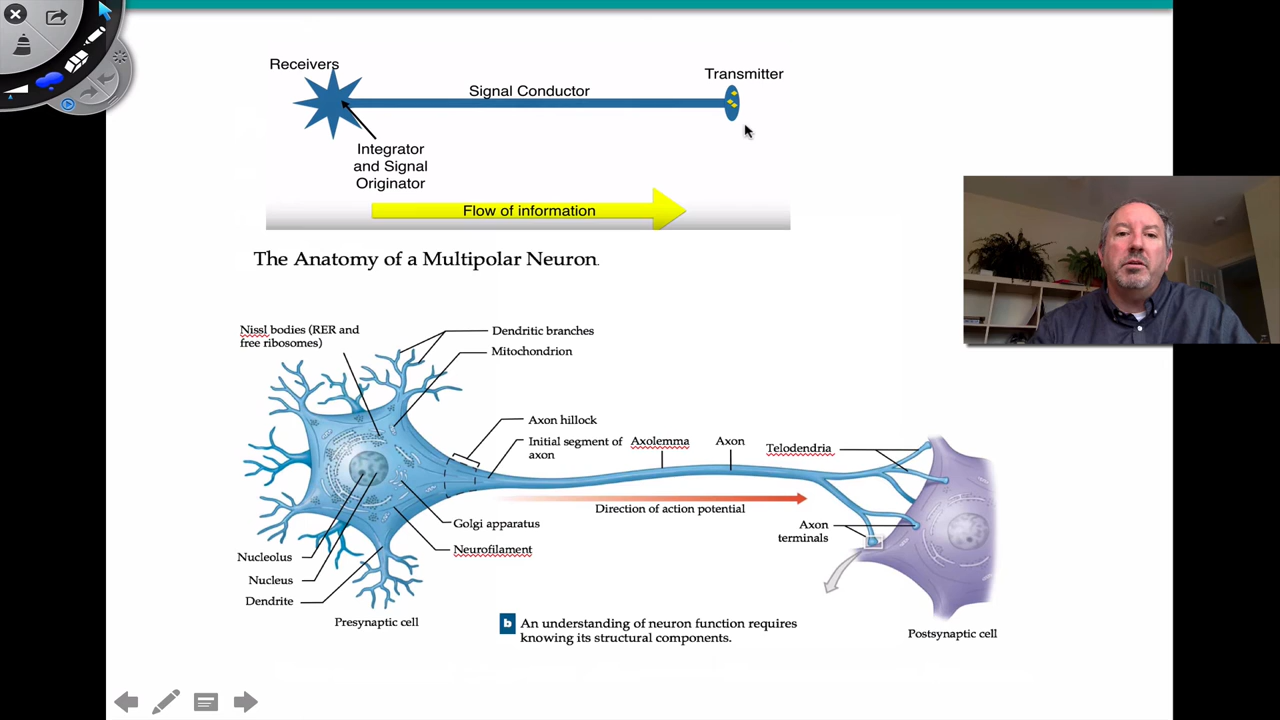 Receivers
Transmitter
Signal Conductor
Integrator
and Signal
Originator
Flow of information
The Anatomy of a Multipolar Neuron.
Nissl bodies (RER and
free ribosomes)
Dendritic branches
Mitochondrion
Axon hillock
Initial segment of
axon
Axolemma
Axon
Telodendria
Direction of action potential
Golgi apparatus
Axon
terminals
Neurofilament
Nucleolus
Nucleus
Dendrite
Presynaptic cell
b An understanding of neuron function requires
knowing its structural components.
Postsynaptic cell